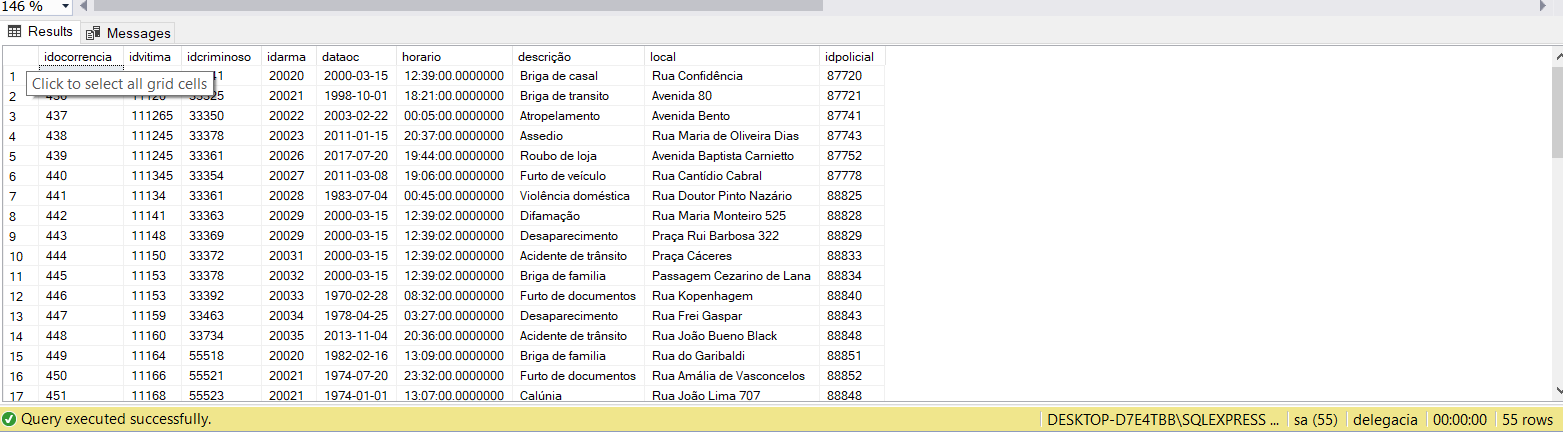 146 %
Results Messages
idocorrencia idvitima idcriminoso idarma dataoc horario descrição local idpolicial
1 20020 2000-03-15 12:39:00.0000000 Briga de casal Rua Confidência 87720
Click to select all grid cells
2 20021 1998-10-01 18:21:00.0000000 Briga de transito Avenida 80 87721
3 437 111265 33350 20022 2003-02-22 00:05:00.0000000 Atropelamento Avenida Bento 87741
4 438 111245 33378 20023 2011-01-15 20:37:00.0000000 Assedio Rua Maria de Oliveira Dias 87743
5 439 111245 33361 20026 2017-07-20 19:44:00.0000000 Roubo de loja Avenida Baptista Carnietto 87752
6 440 111345 33354 20027 2011-03-08 19:06:00.0000000 Furto de veículo Rua Cantídio Cabral 87778
7 441 11134 33361 20028 1983-07-04 00:45:00.0000000 Violência doméstica Rua Doutor Pinto Nazário 88825
8 442 11141 33363 20029 2000-03-15 12:39:02.0000000 Difamação Rua Maria Monteiro 525 88828
9 443 11148 33369 20029 2000-03-15 12:39:02.0000000 Desaparecimento Praça Rui Barbosa 322 88829
10 444 11150 33372 20031 2000-03-15 12:39:02.0000000 Acidente de trânsito Praça Cáceres 88833
11 445 11153 33378 20032 2000-03-15 12:39:02.0000000 Briga de familia Passagem Cezarino de Lana 88834
12 446 11153 33392 20033 1970-02-28 08:32:00.0000000 Furto de documentos Rua Kopenhagem 88840
13 447 11159 33463 20034 1978-04-25 03:27:00.0000000 Desaparecimento Rua Frei Gaspar 88843
14 448 11160 33734 20035 2013-11-04 20:36:00.0000000 Acidente de trânsito Rua João Bueno Black 88848
15 449 11164 55518 20020 1982-02-16 13:09:00.0000000 Briga de familia Rua do Garibaldi 88851
16 450 11166 55521 20021 1974-07-20 23:32:00.0000000 Furto de documentos Rua Amália de Vasconcelos 88852
17 451 11168 55523 20021 1974-01-01 13:07:00.0000000 Calúnia Rua João Lima 707 88848
Query executed successfully. DESKTOP-D7E4TBB\SQLEXPRESS ... sa (55) delegacia 00:00:00 55 rows